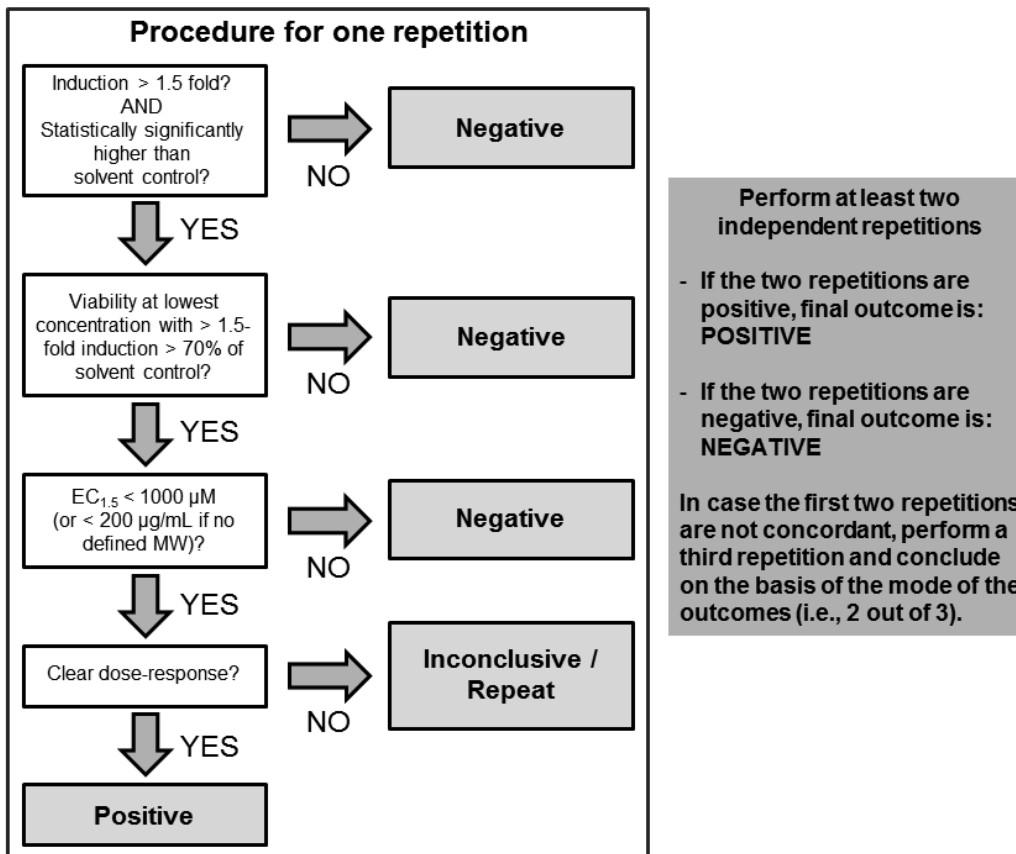 Procedure for one repetition
Induction > 1.5 fold?
AND
Statistically significantly
higher than
solvent control?
NO
Negative
YES
Viability at lowest
concentration with > 1.5-
fold induction > 70% of
solvent control?
NO
Negative
YES
EC1.5 < 1000 µM
(or < 200 µg/mL if no
defined MW)?
NO
Negative
YES
Clear dose-response?
NO
Inconclusive /
Repeat
YES
Positive
Perform at least two
independent repetitions
- If the two repetitions are
positive, final outcome is:
POSITIVE
- If the two repetitions are
negative, final outcome is:
NEGATIVE
In case the first two repetitions
are not concordant, perform a
third repetition and conclude
on the basis of the mode of the
outcomes (i.e., 2 out of 3).